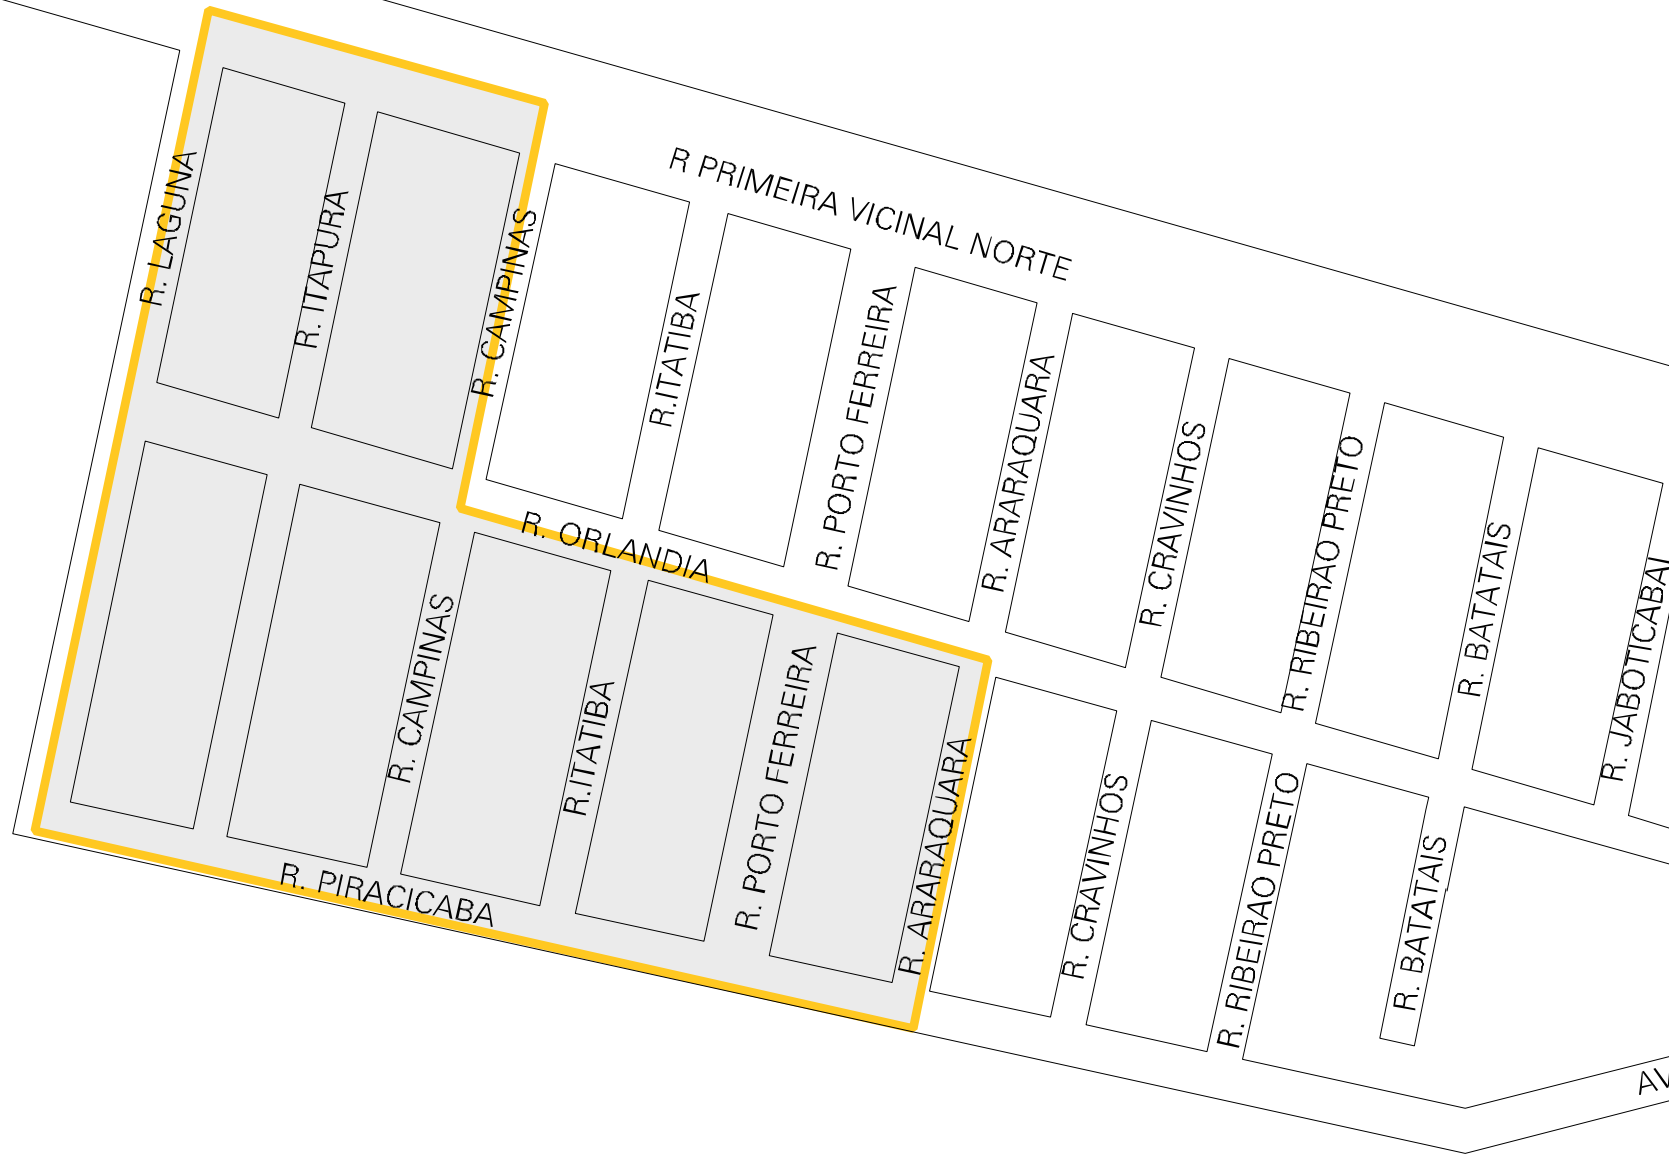 R PRIMEIRA VICINAL NORTE
R. LAGUNA
R. ITAPURA
R. CAMPINAS
R.ITATIBA
R. PORTO FERREIRA
R. ARARAQUARA
R. CRAVINHOS
R. RIBEIRAO PRETO
R. BATATAIS
R. JABOTICABAL
R. ORLANDIA
R. CAMPINAS
R.ITATIBA
R. PORTO FERREIRA
R. ARARAQUARA
R. CRAVINHOS
R. RIBEIRAO PRETO
R. BATATAIS
R. PIRACICABA
AV